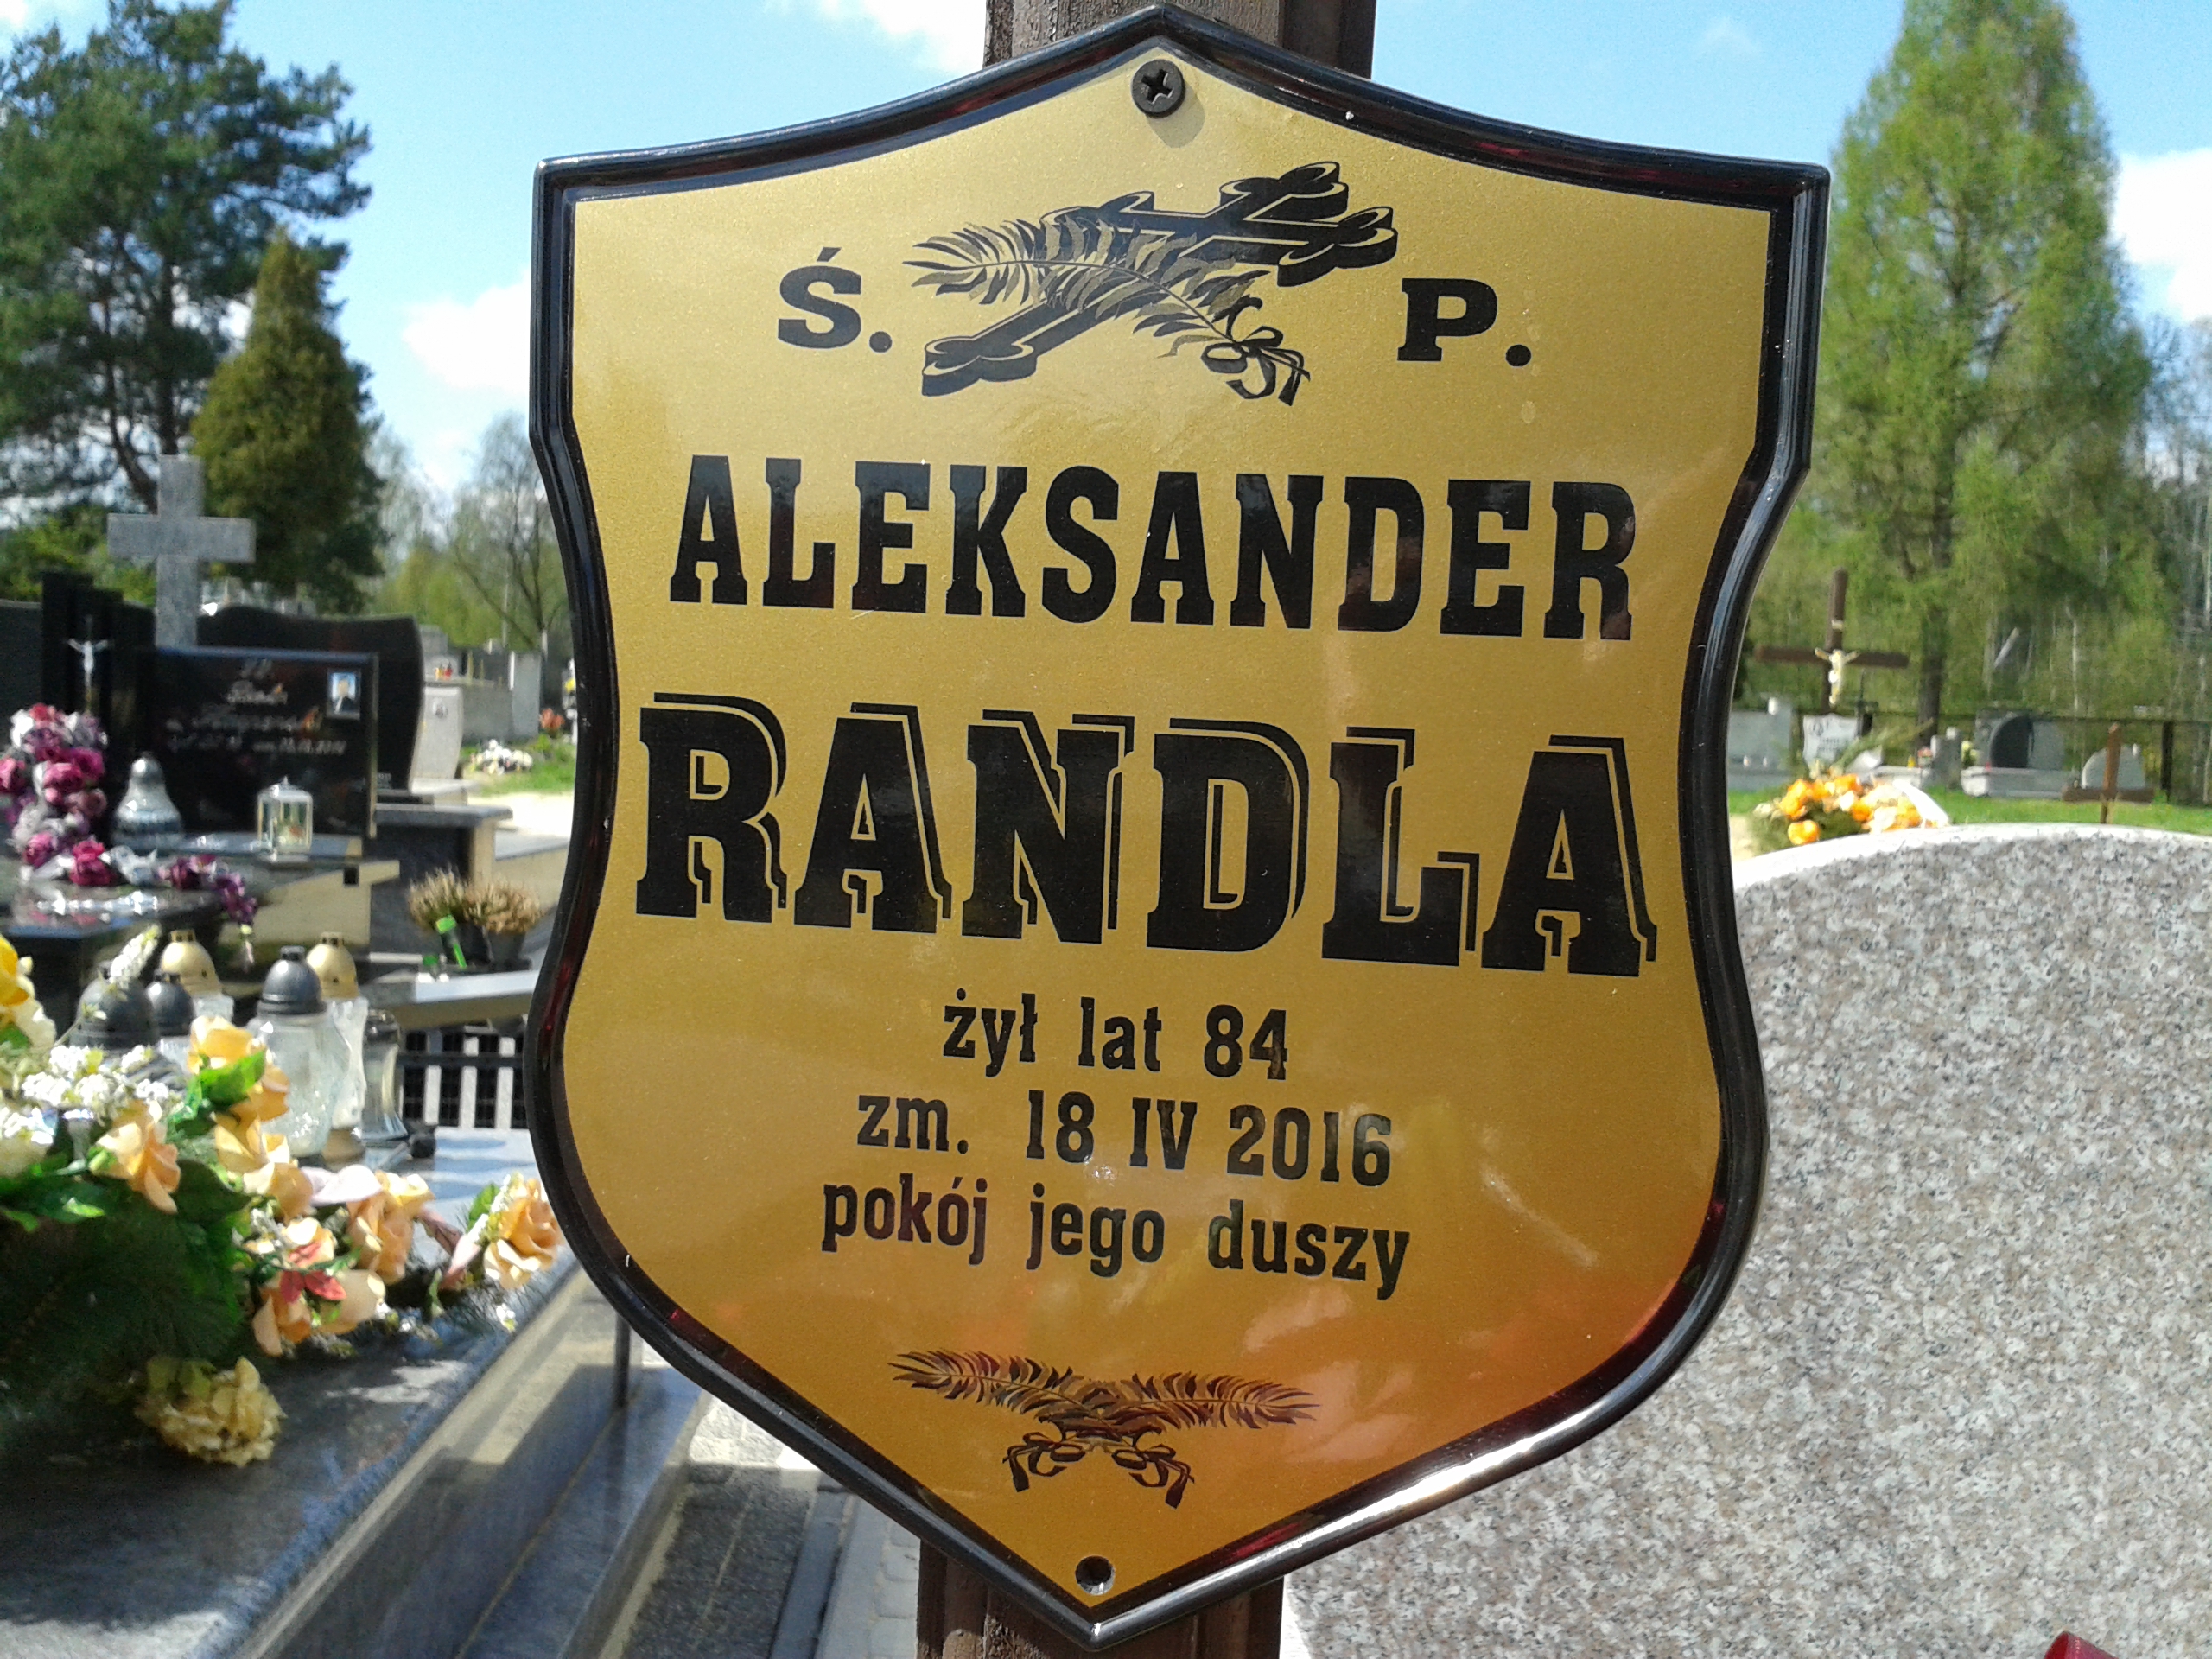 Ś. P.
ALEKSANDER
RANDLA
żył lat 84
zm. 18 IV 2016
pokój jego duszy